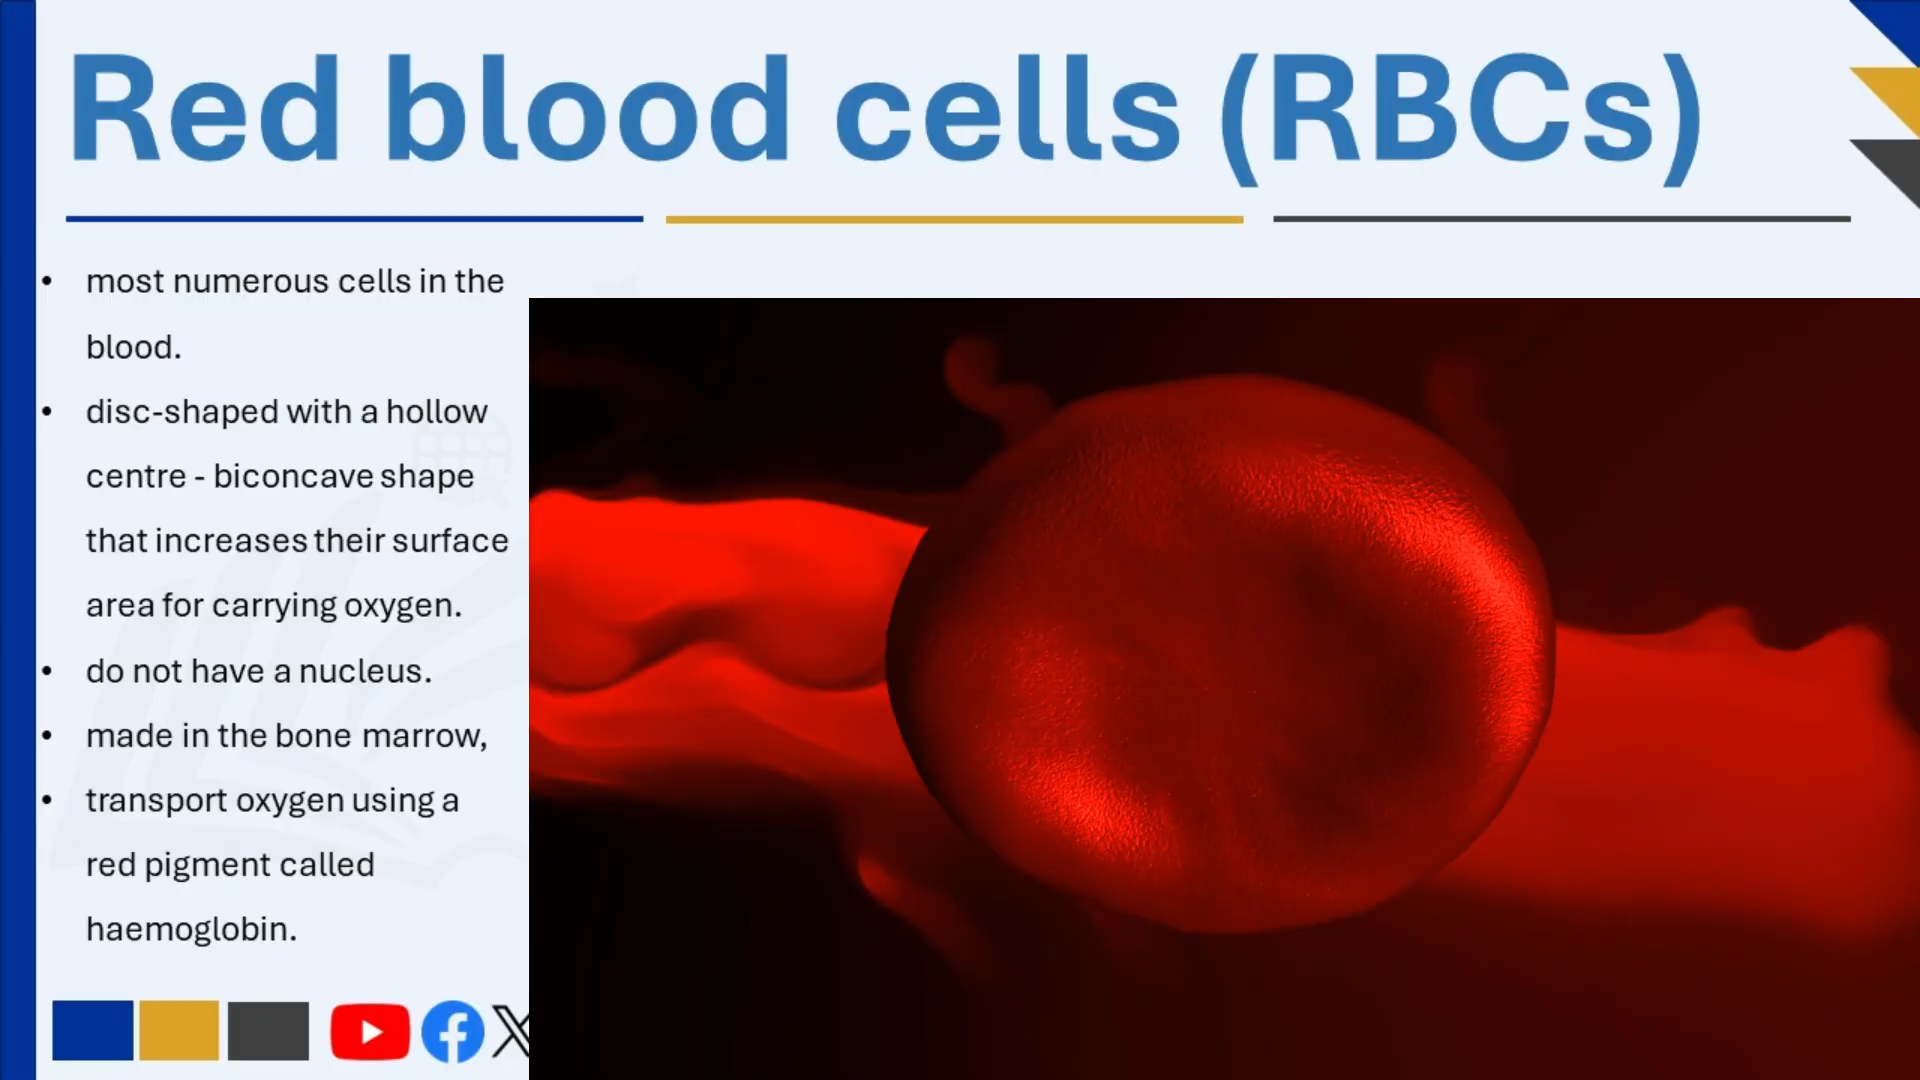 Red blood cells (RBCs)
• most numerous cells in the
blood.
• disc-shaped with a hollow
centre - biconcave shape
that increases their surface
area for carrying oxygen.
• do not have a nucleus.
• made in the bone marrow,
• transport oxygen using a
red pigment called
haemoglobin.